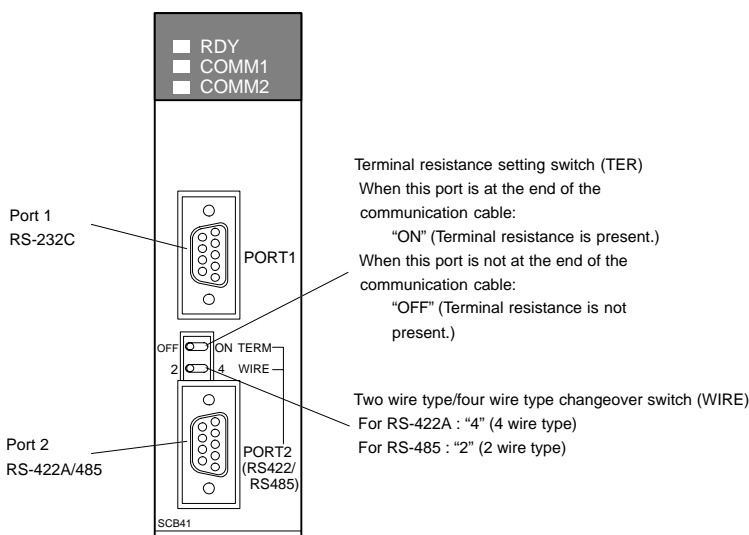 RDY
COMM1
COMM2
Port 1
RS-232C
PORT1
Terminal resistance setting switch (TER)
When this port is at the end of the
communication cable:
“ON” (Terminal resistance is present.)
When this port is not at the end of the
communication cable:
“OFF” (Terminal resistance is not
present.)
OFF ON TERM
2 4 WIRE
Two wire type/four wire type changeover switch (WIRE)
For RS-422A : “4” (4 wire type)
For RS-485 : “2” (2 wire type)
Port 2
RS-422A/485
PORT2
(RS422/
RS485)
SCB41